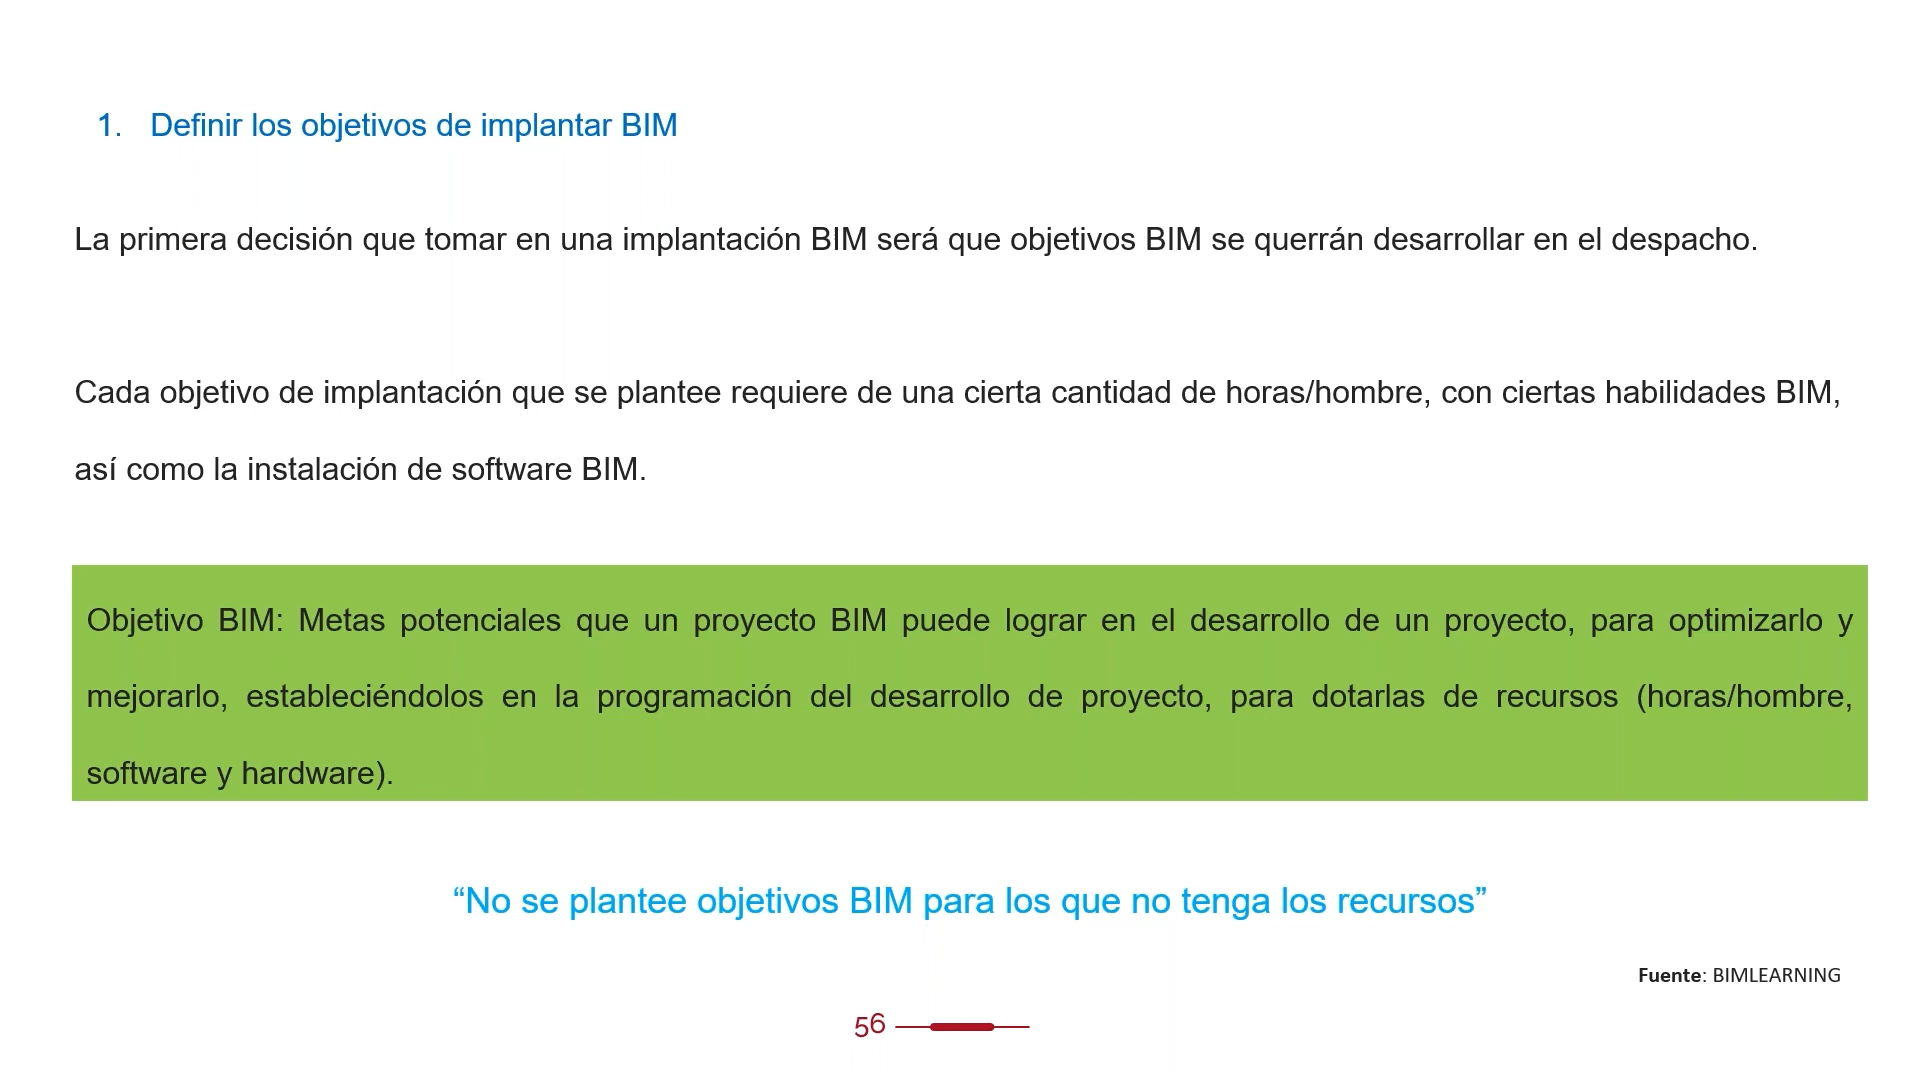 1. Definir los objetivos de implantar BIM
La primera decisión que tomar en una implantación BIM será que objetivos BIM se querrán desarrollar en el despacho.
Cada objetivo de implantación que se plantee requiere de una cierta cantidad de horas/hombre, con ciertas habilidades BIM,
así como la instalación de software BIM.
Objetivo BIM: Metas potenciales que un proyecto BIM puede lograr en el desarrollo de un proyecto, para optimizarlo y
mejorarlo, estableciéndolos en la programación del desarrollo de proyecto, para dotarlas de recursos (horas/hombre,
software y hardware).
“No se plantee objetivos BIM para los que no tenga los recursos”
Fuente: BIMLEARNING
56